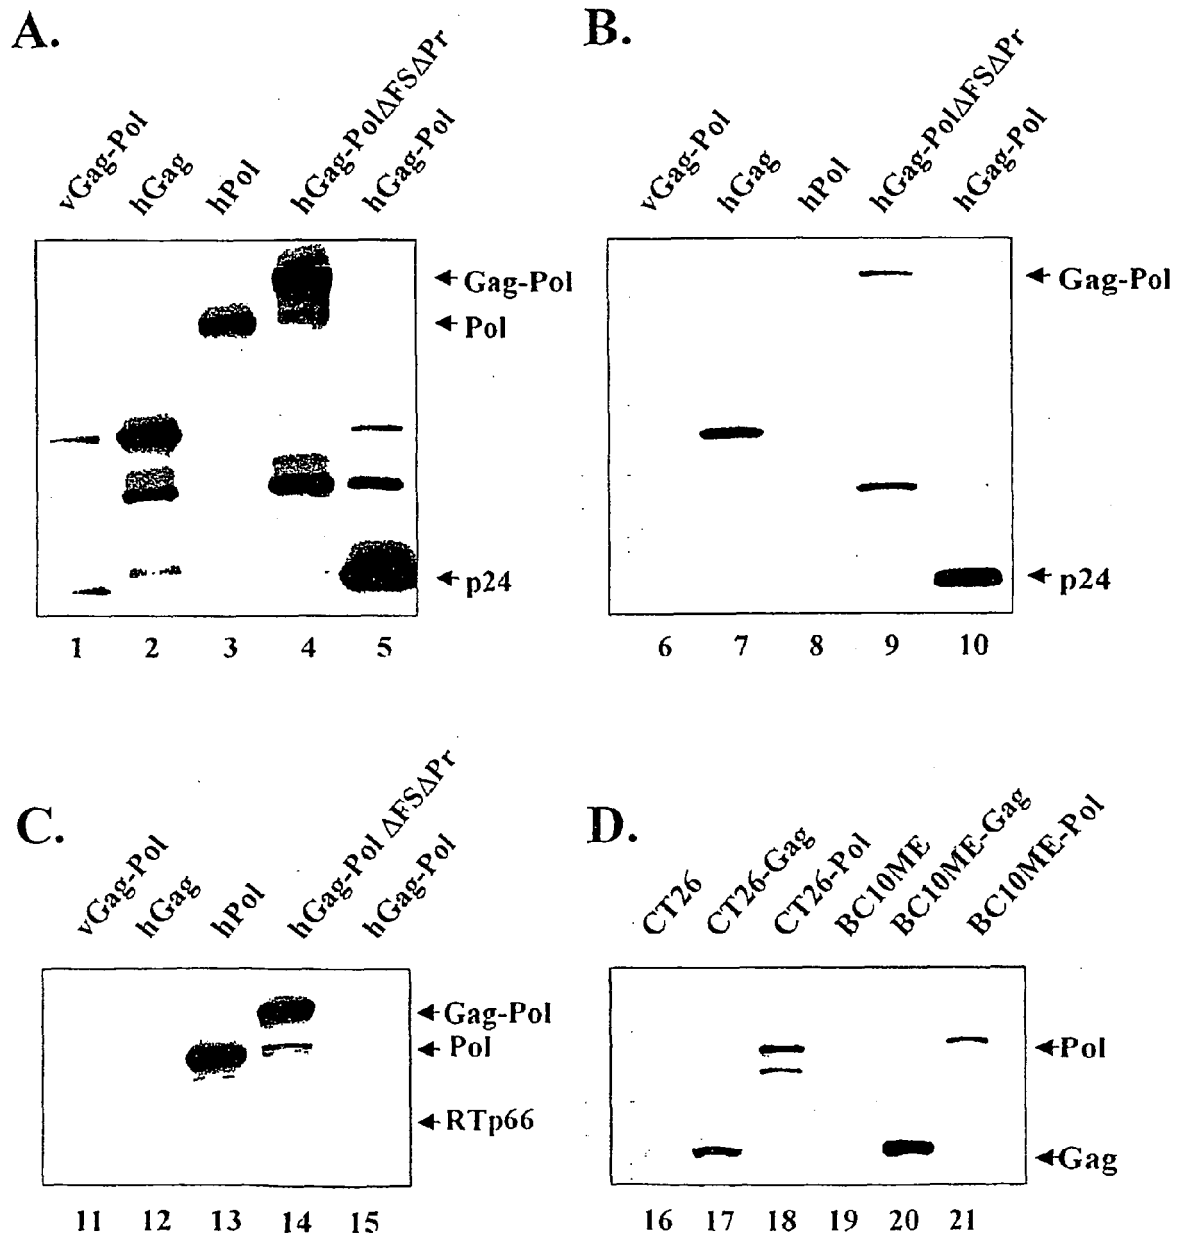 A.
vGag-Pol
hGag
hPol
hGag-PolΔFSΔPr
hGag-Pol
Gag-Pol
Pol
p24
1 2 3 4 5
B.
vGag-Pol
hGag
hPol
hGag-PolΔFSΔPr
hGag-Pol
Gag-Pol
p24
6 7 8 9 10
C.
vGag-Pol
hGag
hPol
hGag-Pol ΔFSΔPr
hGag-Pol
Gag-Pol
Pol
RTp66
11 12 13 14 15
D.
CT26
CT26-Gag
CT26-Pol
BC10ME
BC10ME-Gag
BC10ME-Pol
Pol
Gag
16 17 18 19 20 21